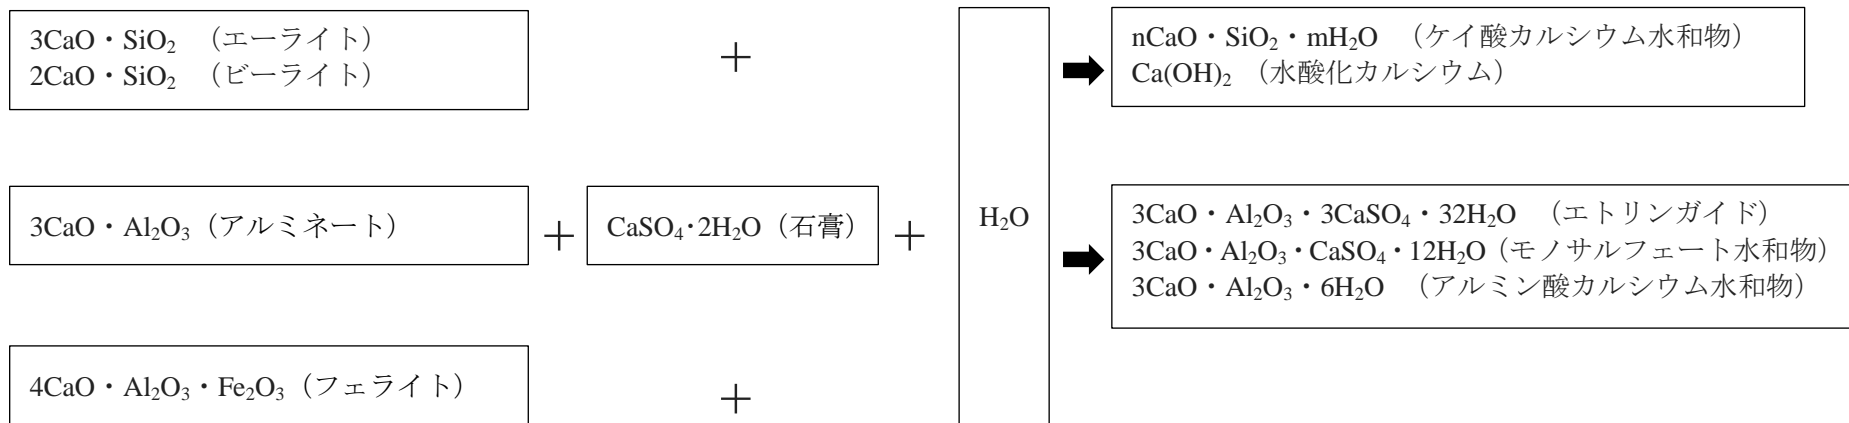 3CaO・SiO₂ （エーライト）
2CaO・SiO₂ （ビーライト）
＋
H₂O
nCaO・SiO₂・mH₂O （ケイ酸カルシウム水和物）
Ca(OH)₂ （水酸化カルシウム）
3CaO・Al₂O₃（アルミネート）
＋
CaSO₄・2H₂O（石膏）
＋
3CaO・Al₂O₃・3CaSO₄・32H₂O （エトリンガイド）
3CaO・Al₂O₃・CaSO₄・12H₂O（モノサルフェート水和物）
3CaO・Al₂O₃・6H₂O （アルミン酸カルシウム水和物）
4CaO・Al₂O₃・Fe₂O₃（フェライト）
＋